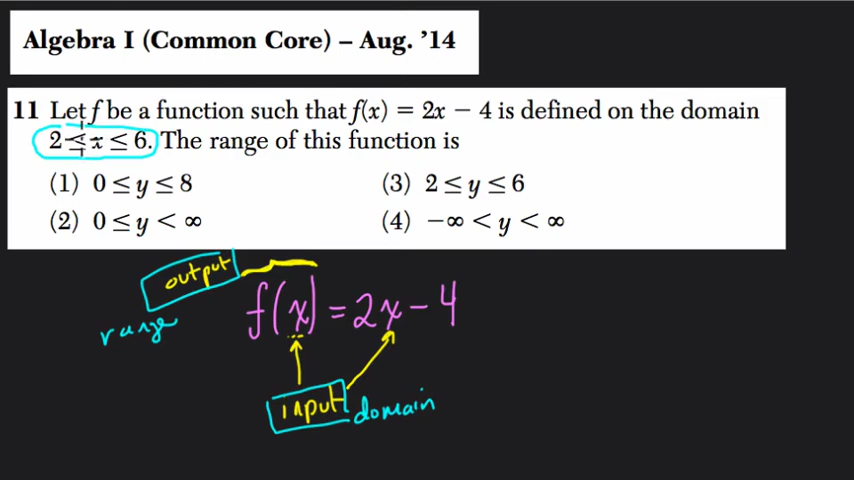 Algebra I (Common Core) – Aug. ’14
11 Let f be a function such that f(x) = 2x − 4 is defined on the domain
2 ≤ x ≤ 6. The range of this function is
(1) 0 ≤ y ≤ 8
(3) 2 ≤ y ≤ 6
(2) 0 ≤ y < ∞
(4) −∞ < y < ∞
output
range
f(x) = 2x − 4
input domain